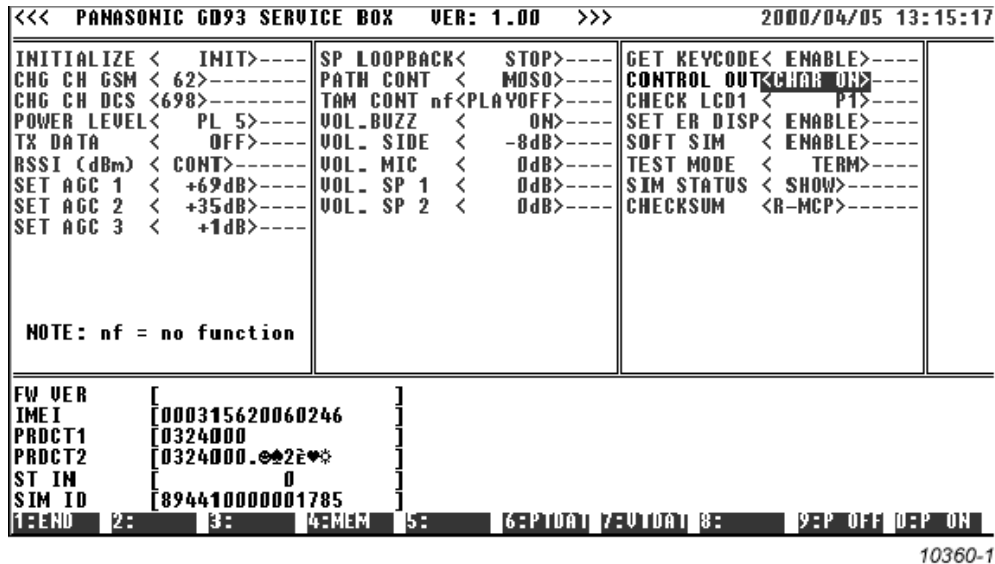 <<< PANASONIC GD93 SERVICE BOX VER: 1.00 >>> 2000/04/05 13:15:17
INITIALIZE < INIT>----
CHG CH GSM < 62>---------
CHG CH DCS <698>---------
POWER LEVEL< PL 5>----
TX DATA < OFF>----
RSSI (dBm) < CONT>------
SET AGC 1 < +69dB>----
SET AGC 2 < +35dB>----
SET AGC 3 < +1dB>----
NOTE: nf = no function
SP LOOPBACK< STOP>----
PATH CONT < MOSO>----
TAM CONT nf<PLAYOFF>----
VOL.BUZZ < ON>----
VOL. SIDE < -8dB>----
VOL. MIC < 0dB>----
VOL. SP 1 < 0dB>----
VOL. SP 2 < 0dB>----
GET KEYCODE< ENABLE>----
CONTROL OUT<CHAR ON>----
CHECK LCD1 < P1>----
SET ER DISP< ENABLE>----
SOFT SIM < ENABLE>----
TEST MODE < TERM>----
SIM STATUS < SHOW>------
CHECKSUM <R-MCP>------
FW VER [ ]
IMEI [000315620060246 ]
PRDCT1 [0324000 ]
PRDCT2 [0324000.☻♠2è♥☼ ]
ST IN [ 0 ]
SIM ID [894410000001785 ]
1:END 2: 3: 4:MEM 5: 6:PTDAT 7:VTDAT 8: 9:P OFF 0:P ON
10360-1